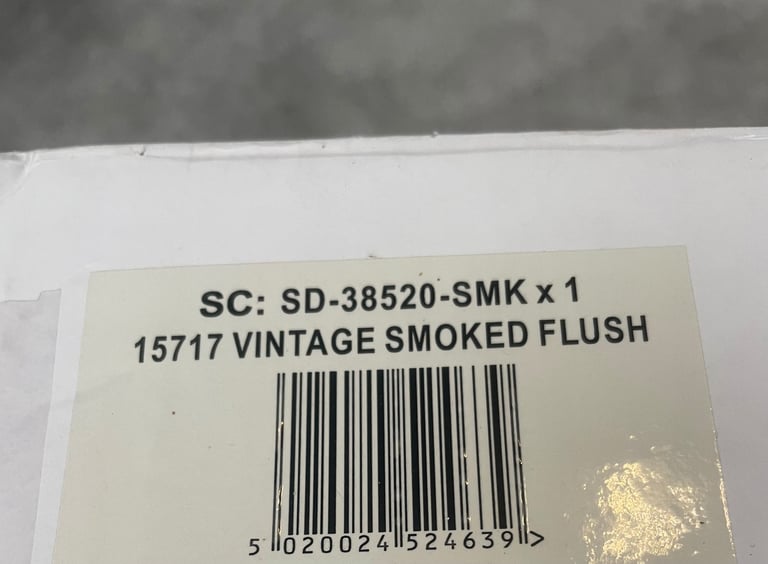 SC: SD-38520-SMK x 1
15717 VINTAGE SMOKED FLUSH
5 020024 524639 >